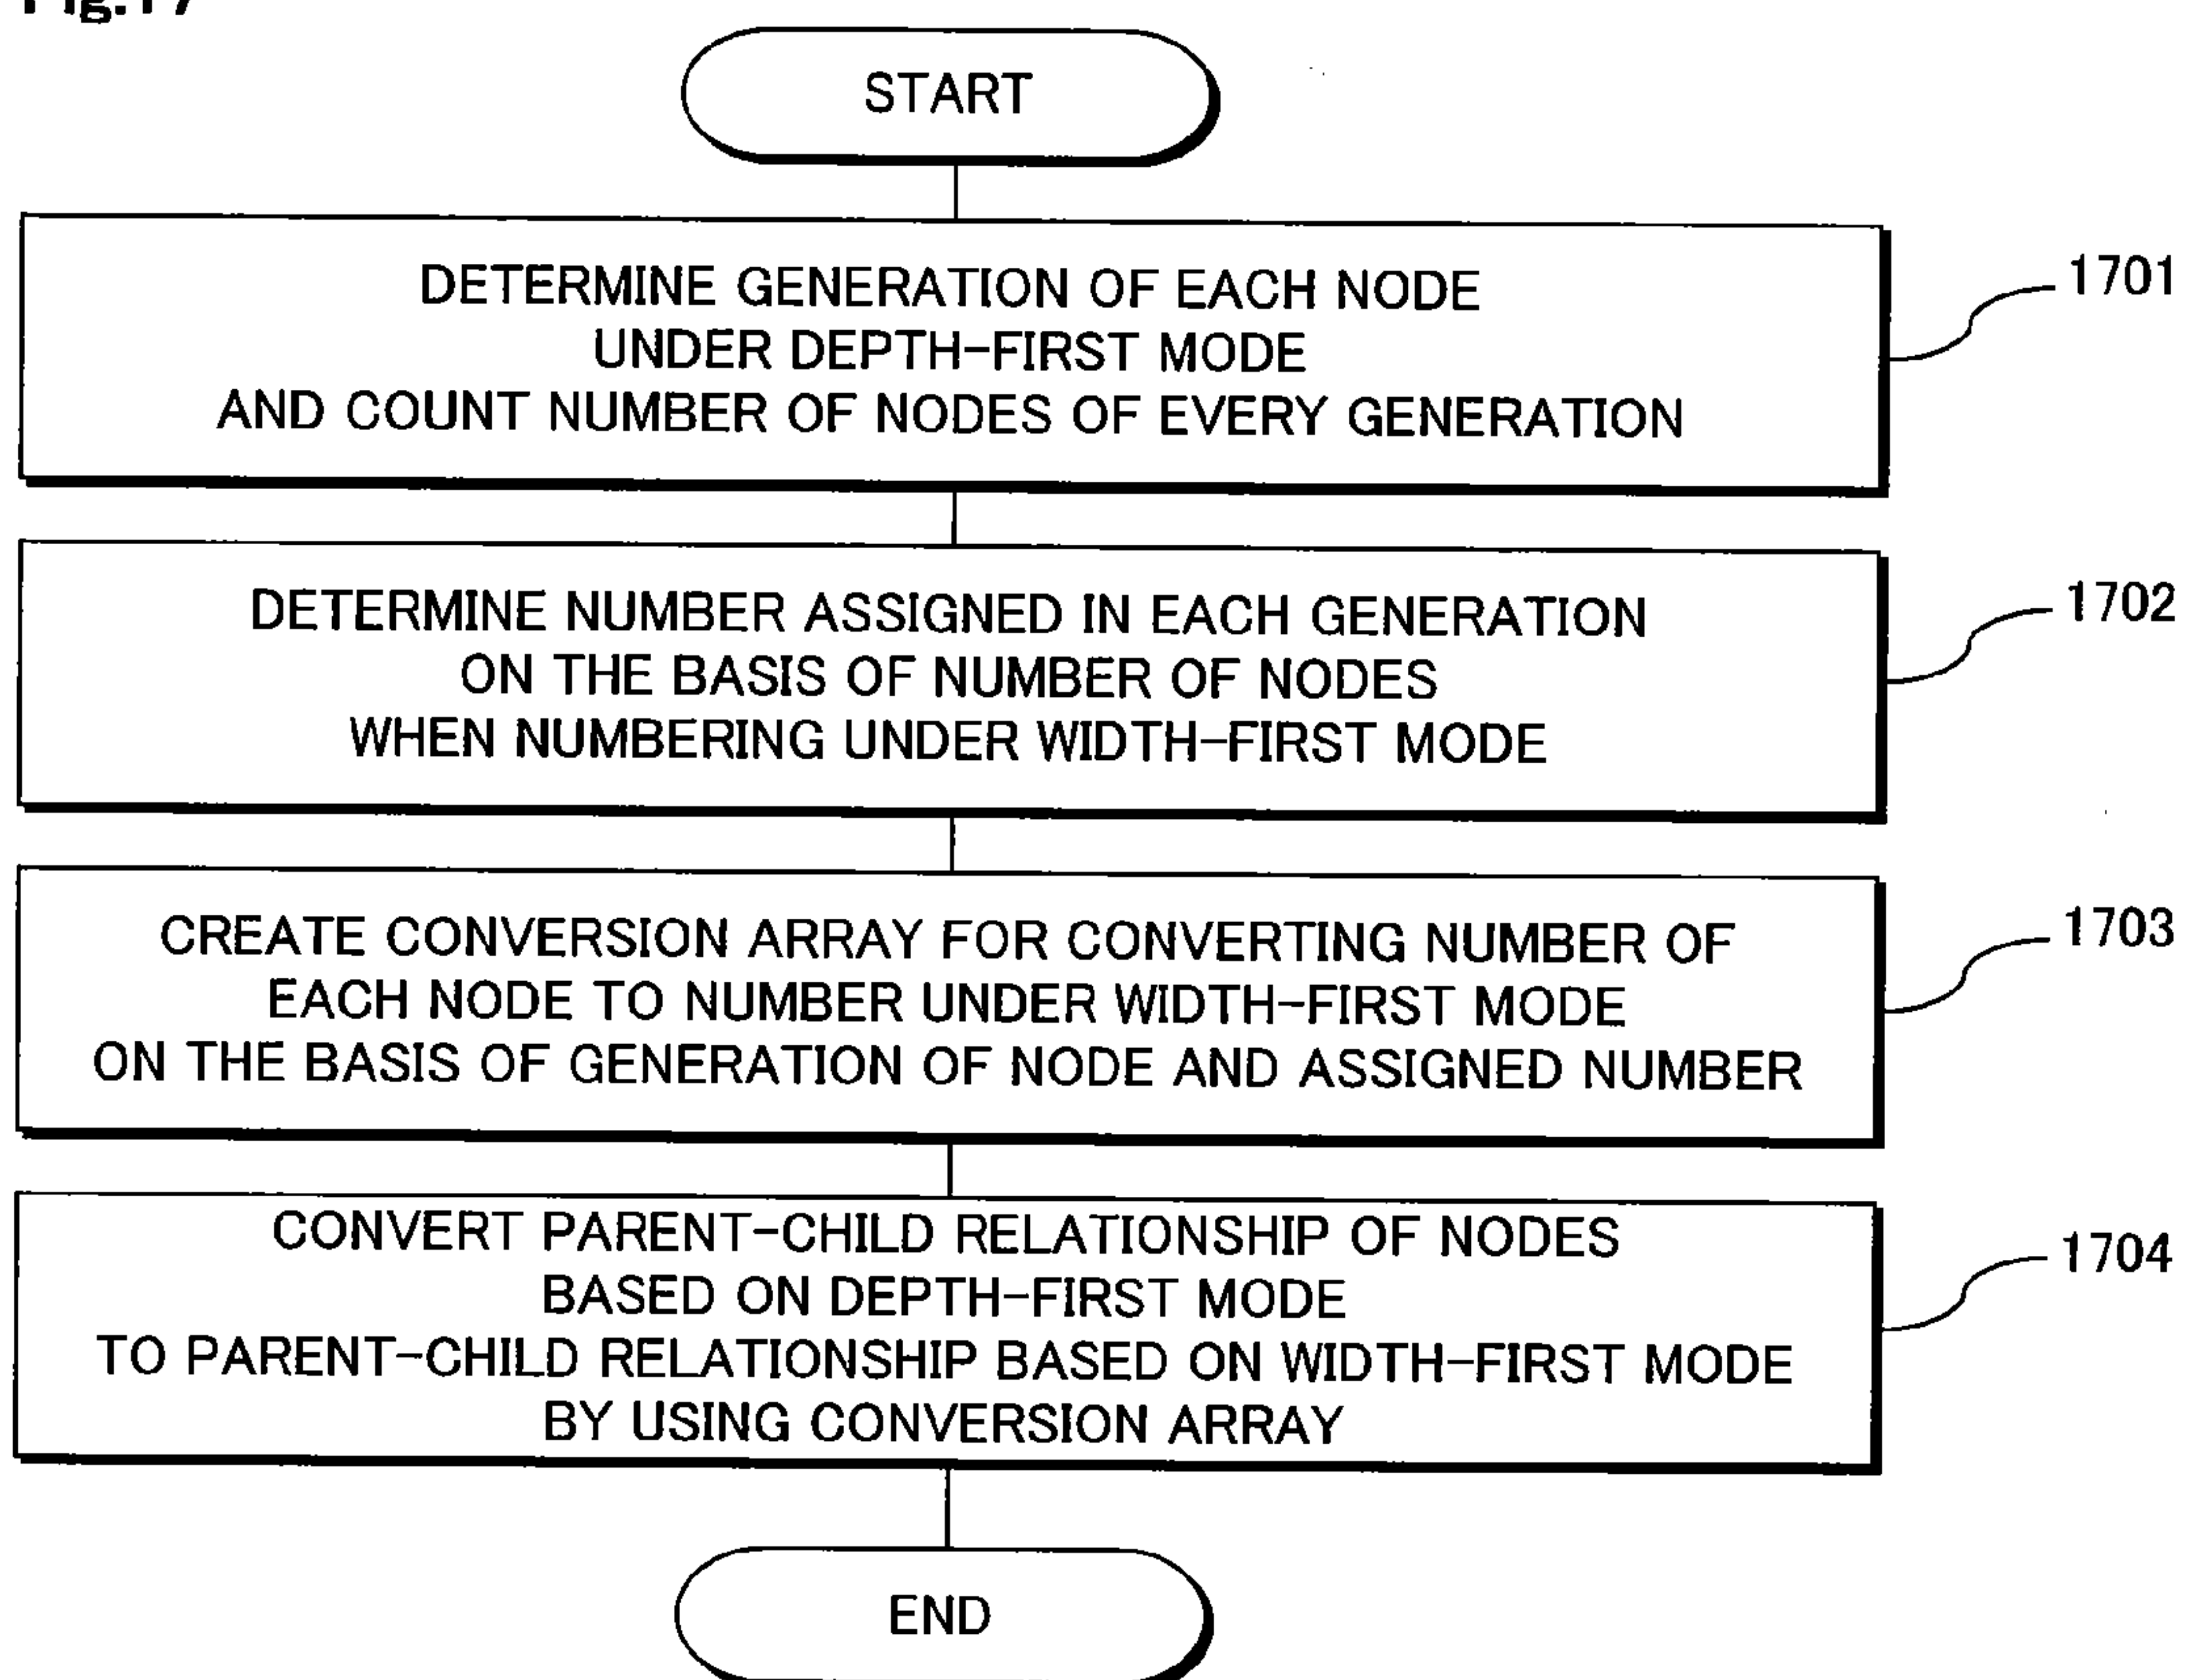 Fig.17
START
DETERMINE GENERATION OF EACH NODE
UNDER DEPTH-FIRST MODE
AND COUNT NUMBER OF NODES OF EVERY GENERATION
1701
DETERMINE NUMBER ASSIGNED IN EACH GENERATION
ON THE BASIS OF NUMBER OF NODES
WHEN NUMBERING UNDER WIDTH-FIRST MODE
1702
CREATE CONVERSION ARRAY FOR CONVERTING NUMBER OF
EACH NODE TO NUMBER UNDER WIDTH-FIRST MODE
ON THE BASIS OF GENERATION OF NODE AND ASSIGNED NUMBER
1703
CONVERT PARENT-CHILD RELATIONSHIP OF NODES
BASED ON DEPTH-FIRST MODE
TO PARENT-CHILD RELATIONSHIP BASED ON WIDTH-FIRST MODE
BY USING CONVERSION ARRAY
1704
END